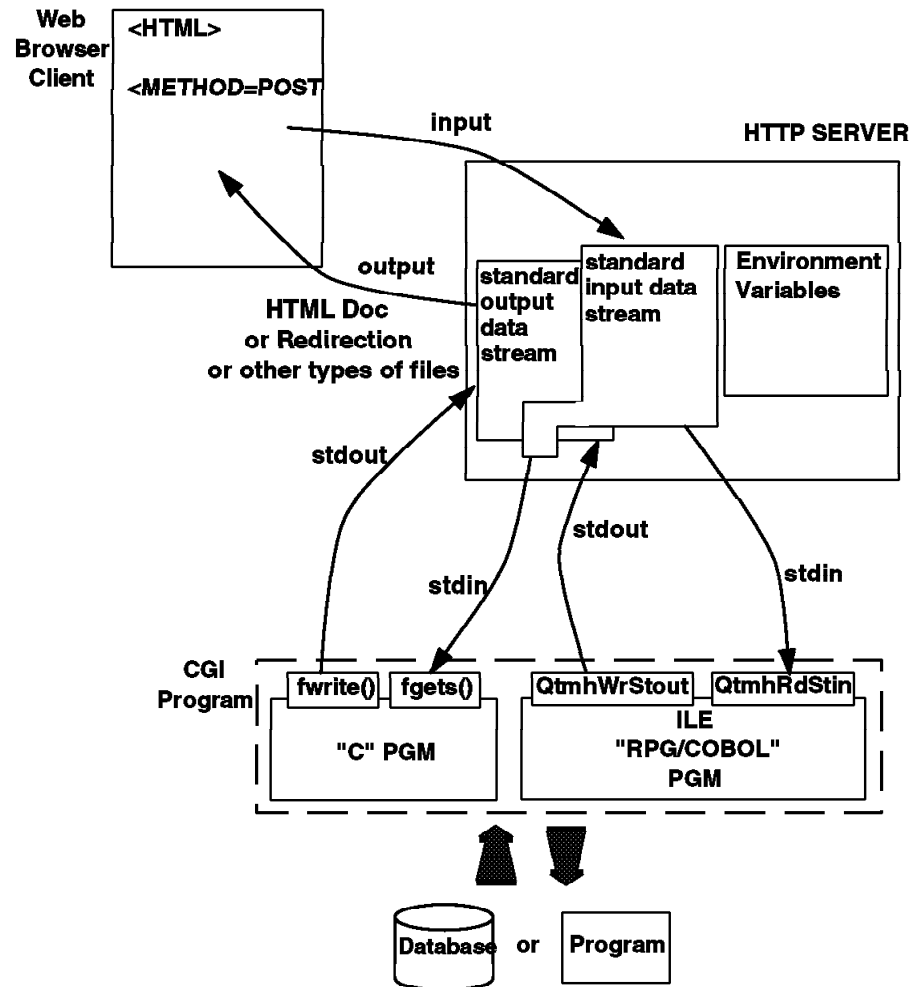 Web
Browser
Client
<HTML>
<METHOD=POST
input
HTTP SERVER
output
HTML Doc
or Redirection
or other types of files
standard
output
data
stream
standard
input data
stream
Environment
Variables
stdout
stdin
stdout
stdin
CGI
Program
fwrite()
fgets()
QtmhWrStout
QtmhRdStin
"C" PGM
ILE
"RPG/COBOL"
PGM
Database
or
Program